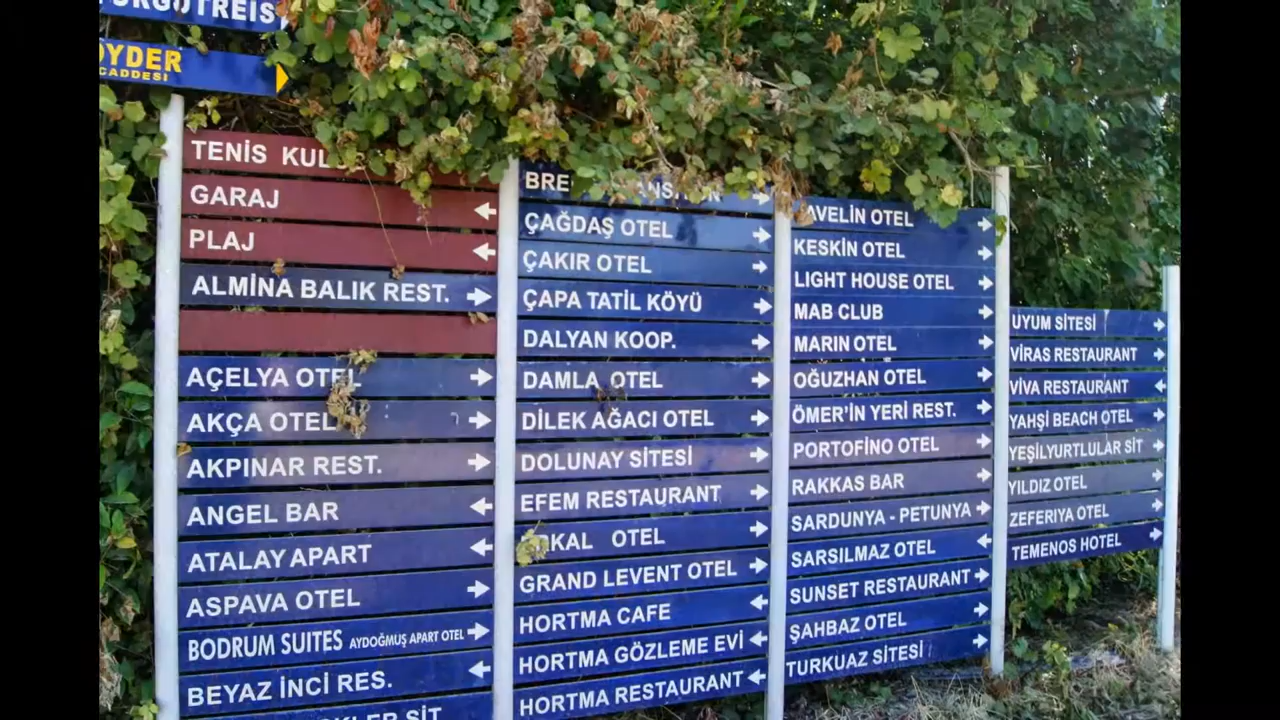 TURGUTREİS
ÖYDER
CADDESİ
TENİS KUL
GARAJ
PLAJ
ALMİNA BALIK REST.
AÇELYA OTEL
AKÇA OTEL
AKPINAR REST.
ANGEL BAR
ATALAY APART
ASPAVA OTEL
BODRUM SUITES AYDOĞMUŞ APART OTEL
BEYAZ İNCİ RES.
SİT
BRE
ÇAĞDAŞ OTEL
ÇAKIR OTEL
ÇAPA TATİL KÖYÜ
DALYAN KOOP.
DAMLA OTEL
DİLEK AĞACI OTEL
DOLUNAY SİTESİ
EFEM RESTAURANT
KAL OTEL
GRAND LEVENT OTEL
HORTMA CAFE
HORTMA GÖZLEME EVİ
HORTMA RESTAURANT
AVELİN OTEL
KESKİN OTEL
LIGHT HOUSE OTEL
MAB CLUB
MARIN OTEL
OĞUZHAN OTEL
ÖMER'İN YERİ REST.
PORTOFİNO OTEL
RAKKAS BAR
SARDUNYA - PETUNYA
SARSILMAZ OTEL
SUNSET RESTAURANT
ŞAHBAZ OTEL
TURKUAZ SİTESİ
UYUM SİTESİ
VİRAS RESTAURANT
VİVA RESTAURANT
YAHŞİ BEACH OTEL
YEŞİLYURTLULAR SİT
YILDIZ OTEL
ZEFERİYA OTEL
TEMENOS HOTEL